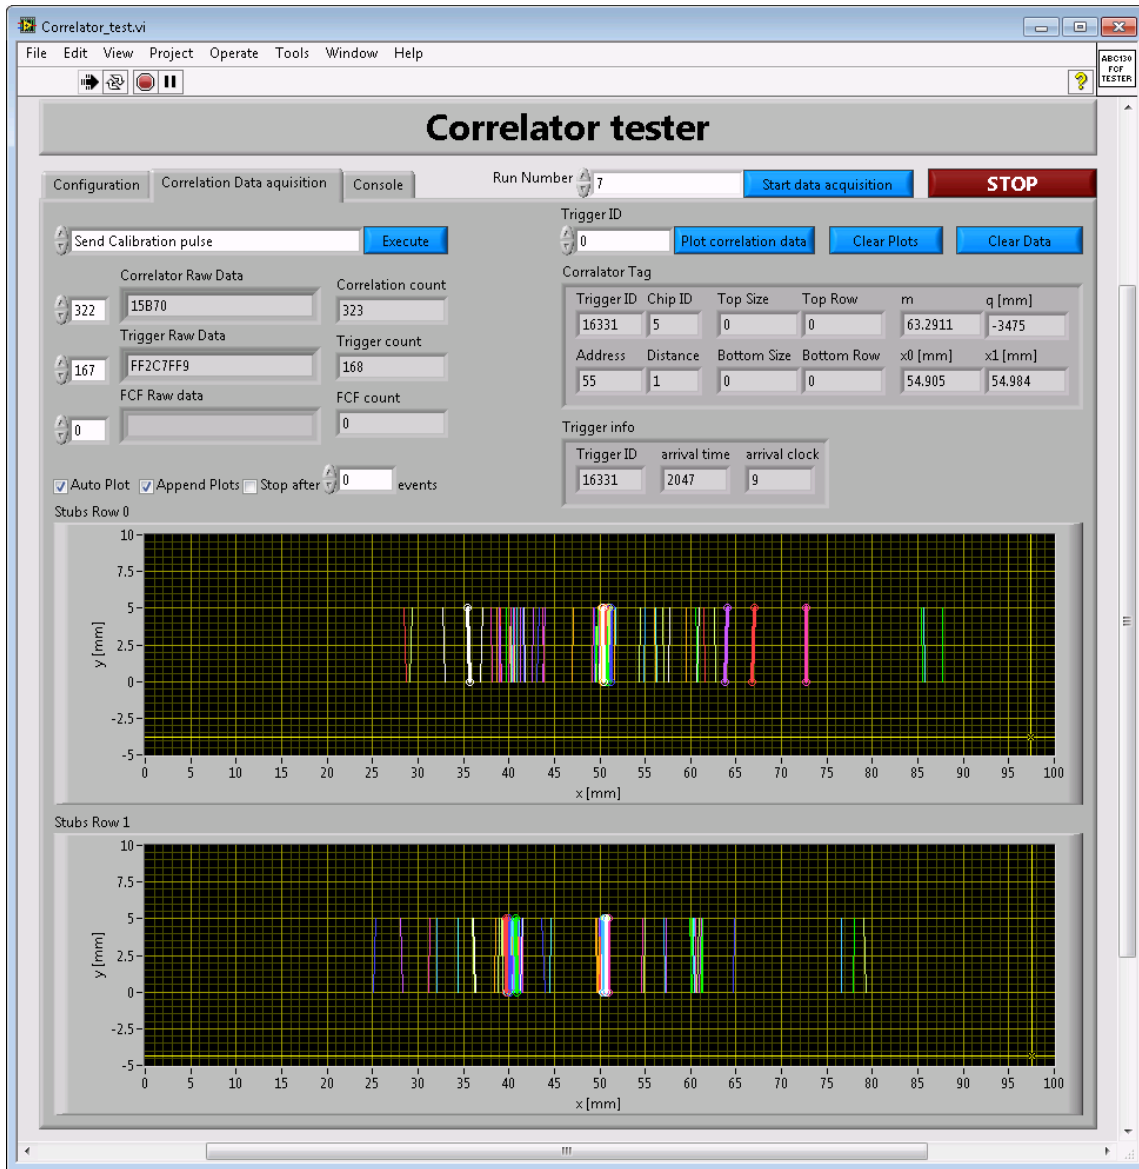 Correlator_test.vi
File Edit View Project Operate Tools Window Help
ABC130
FCF
TESTER
Correlator tester
Configuration Correlation Data aquisition Console Run Number 7 Start data acquisition STOP
Trigger ID
Send Calibration pulse Execute 0 Plot correlation data Clear Plots Clear Data
Correlator Raw Data Correlation count
322 15B70 323
Trigger Raw Data Trigger count
167 FF2C7FF9 168
FCF Raw data FCF count
0 0
Corralator Tag
Trigger ID Chip ID Top Size Top Row m q [mm]
16331 5 0 0 63.2911 -3475
Address Distance Bottom Size Bottom Row x0 [mm] x1 [mm]
55 1 0 0 54.905 54.984
Trigger info
Trigger ID arrival time arrival clock
16331 2047 9
Auto Plot Append Plots Stop after 0 events
Stubs Row 0
10
7.5
5
2.5
0
-2.5
-5
y [mm]
0 5 10 15 20 25 30 35 40 45 50 55 60 65 70 75 80 85 90 95 100
x [mm]
Stubs Row 1
10
7.5
5
2.5
0
-2.5
-5
y [mm]
0 5 10 15 20 25 30 35 40 45 50 55 60 65 70 75 80 85 90 95 100
x [mm]